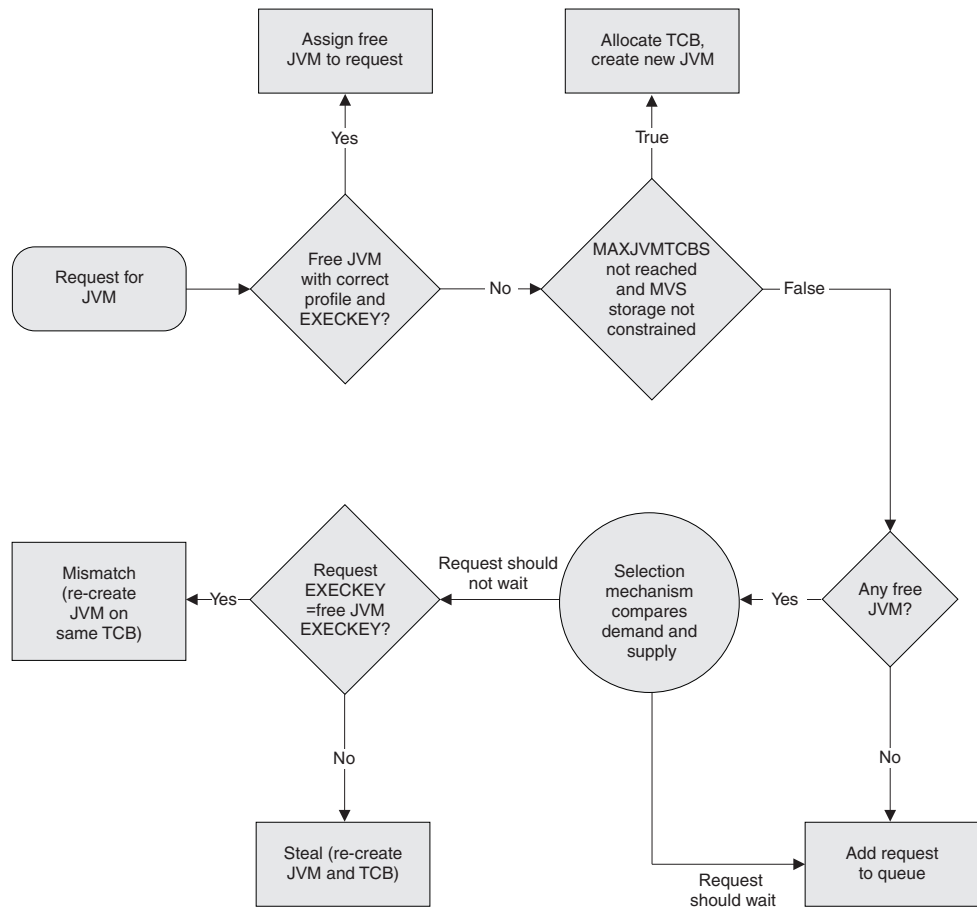 Assign free
JVM to request
Allocate TCB,
create new JVM
Yes
True
Request for
JVM
Free JVM
with correct
profile and
EXECKEY?
No
MAXJVMTCBS
not reached
and MVS
storage not
constrained
False
Mismatch
(re-create
JVM on
same TCB)
Yes
Request
EXECKEY
=free JVM
EXECKEY?
Request should
not wait
Selection
mechanism
compares
demand and
supply
Yes
Any free
JVM?
No
No
Steal (re-create
JVM and TCB)
Request
should wait
Add request
to queue